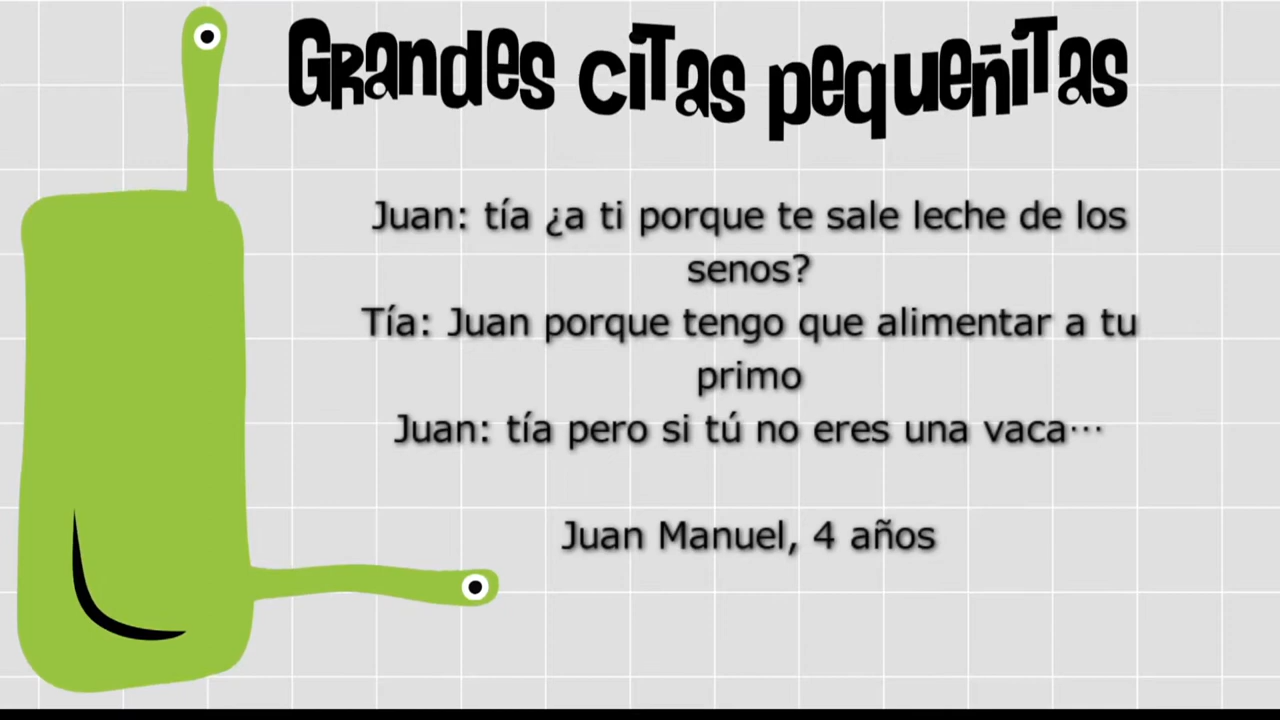 Grandes citas pequeñitas
Juan: tía ¿a ti porque te sale leche de los
senos?
Tía: Juan porque tengo que alimentar a tu
primo
Juan: tía pero si tú no eres una vaca…
Juan Manuel, 4 años